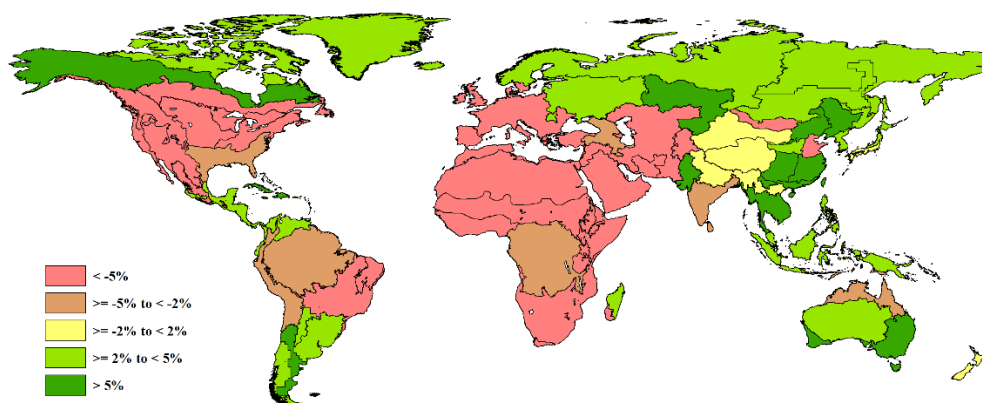 < -5%
>= -5% to < -2%
>= -2% to < 2%
>= 2% to < 5%
> 5%